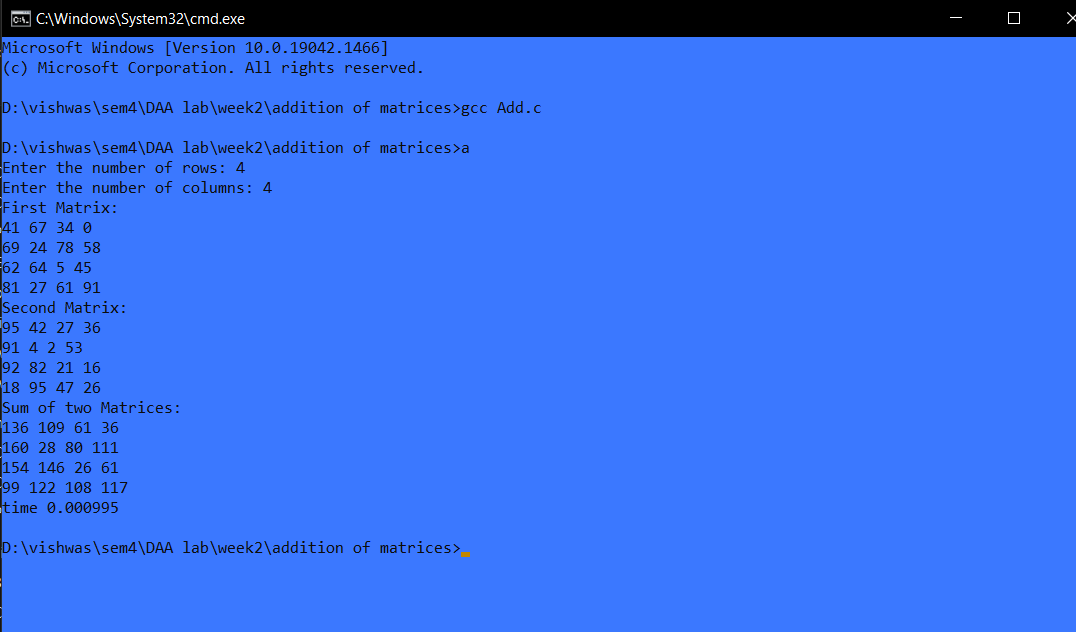 C:\Windows\System32\cmd.exe
Microsoft Windows [Version 10.0.19042.1466]
(c) Microsoft Corporation. All rights reserved.
D:\vishwas\sem4\DAA lab\week2\addition of matrices>gcc Add.c
D:\vishwas\sem4\DAA lab\week2\addition of matrices>a
Enter the number of rows: 4
Enter the number of columns: 4
First Matrix:
41 67 34 0
69 24 78 58
62 64 5 45
81 27 61 91
Second Matrix:
95 42 27 36
91 4 2 53
92 82 21 16
18 95 47 26
Sum of two Matrices:
136 109 61 36
160 28 80 111
154 146 26 61
99 122 108 117
time 0.000995
D:\vishwas\sem4\DAA lab\week2\addition of matrices>